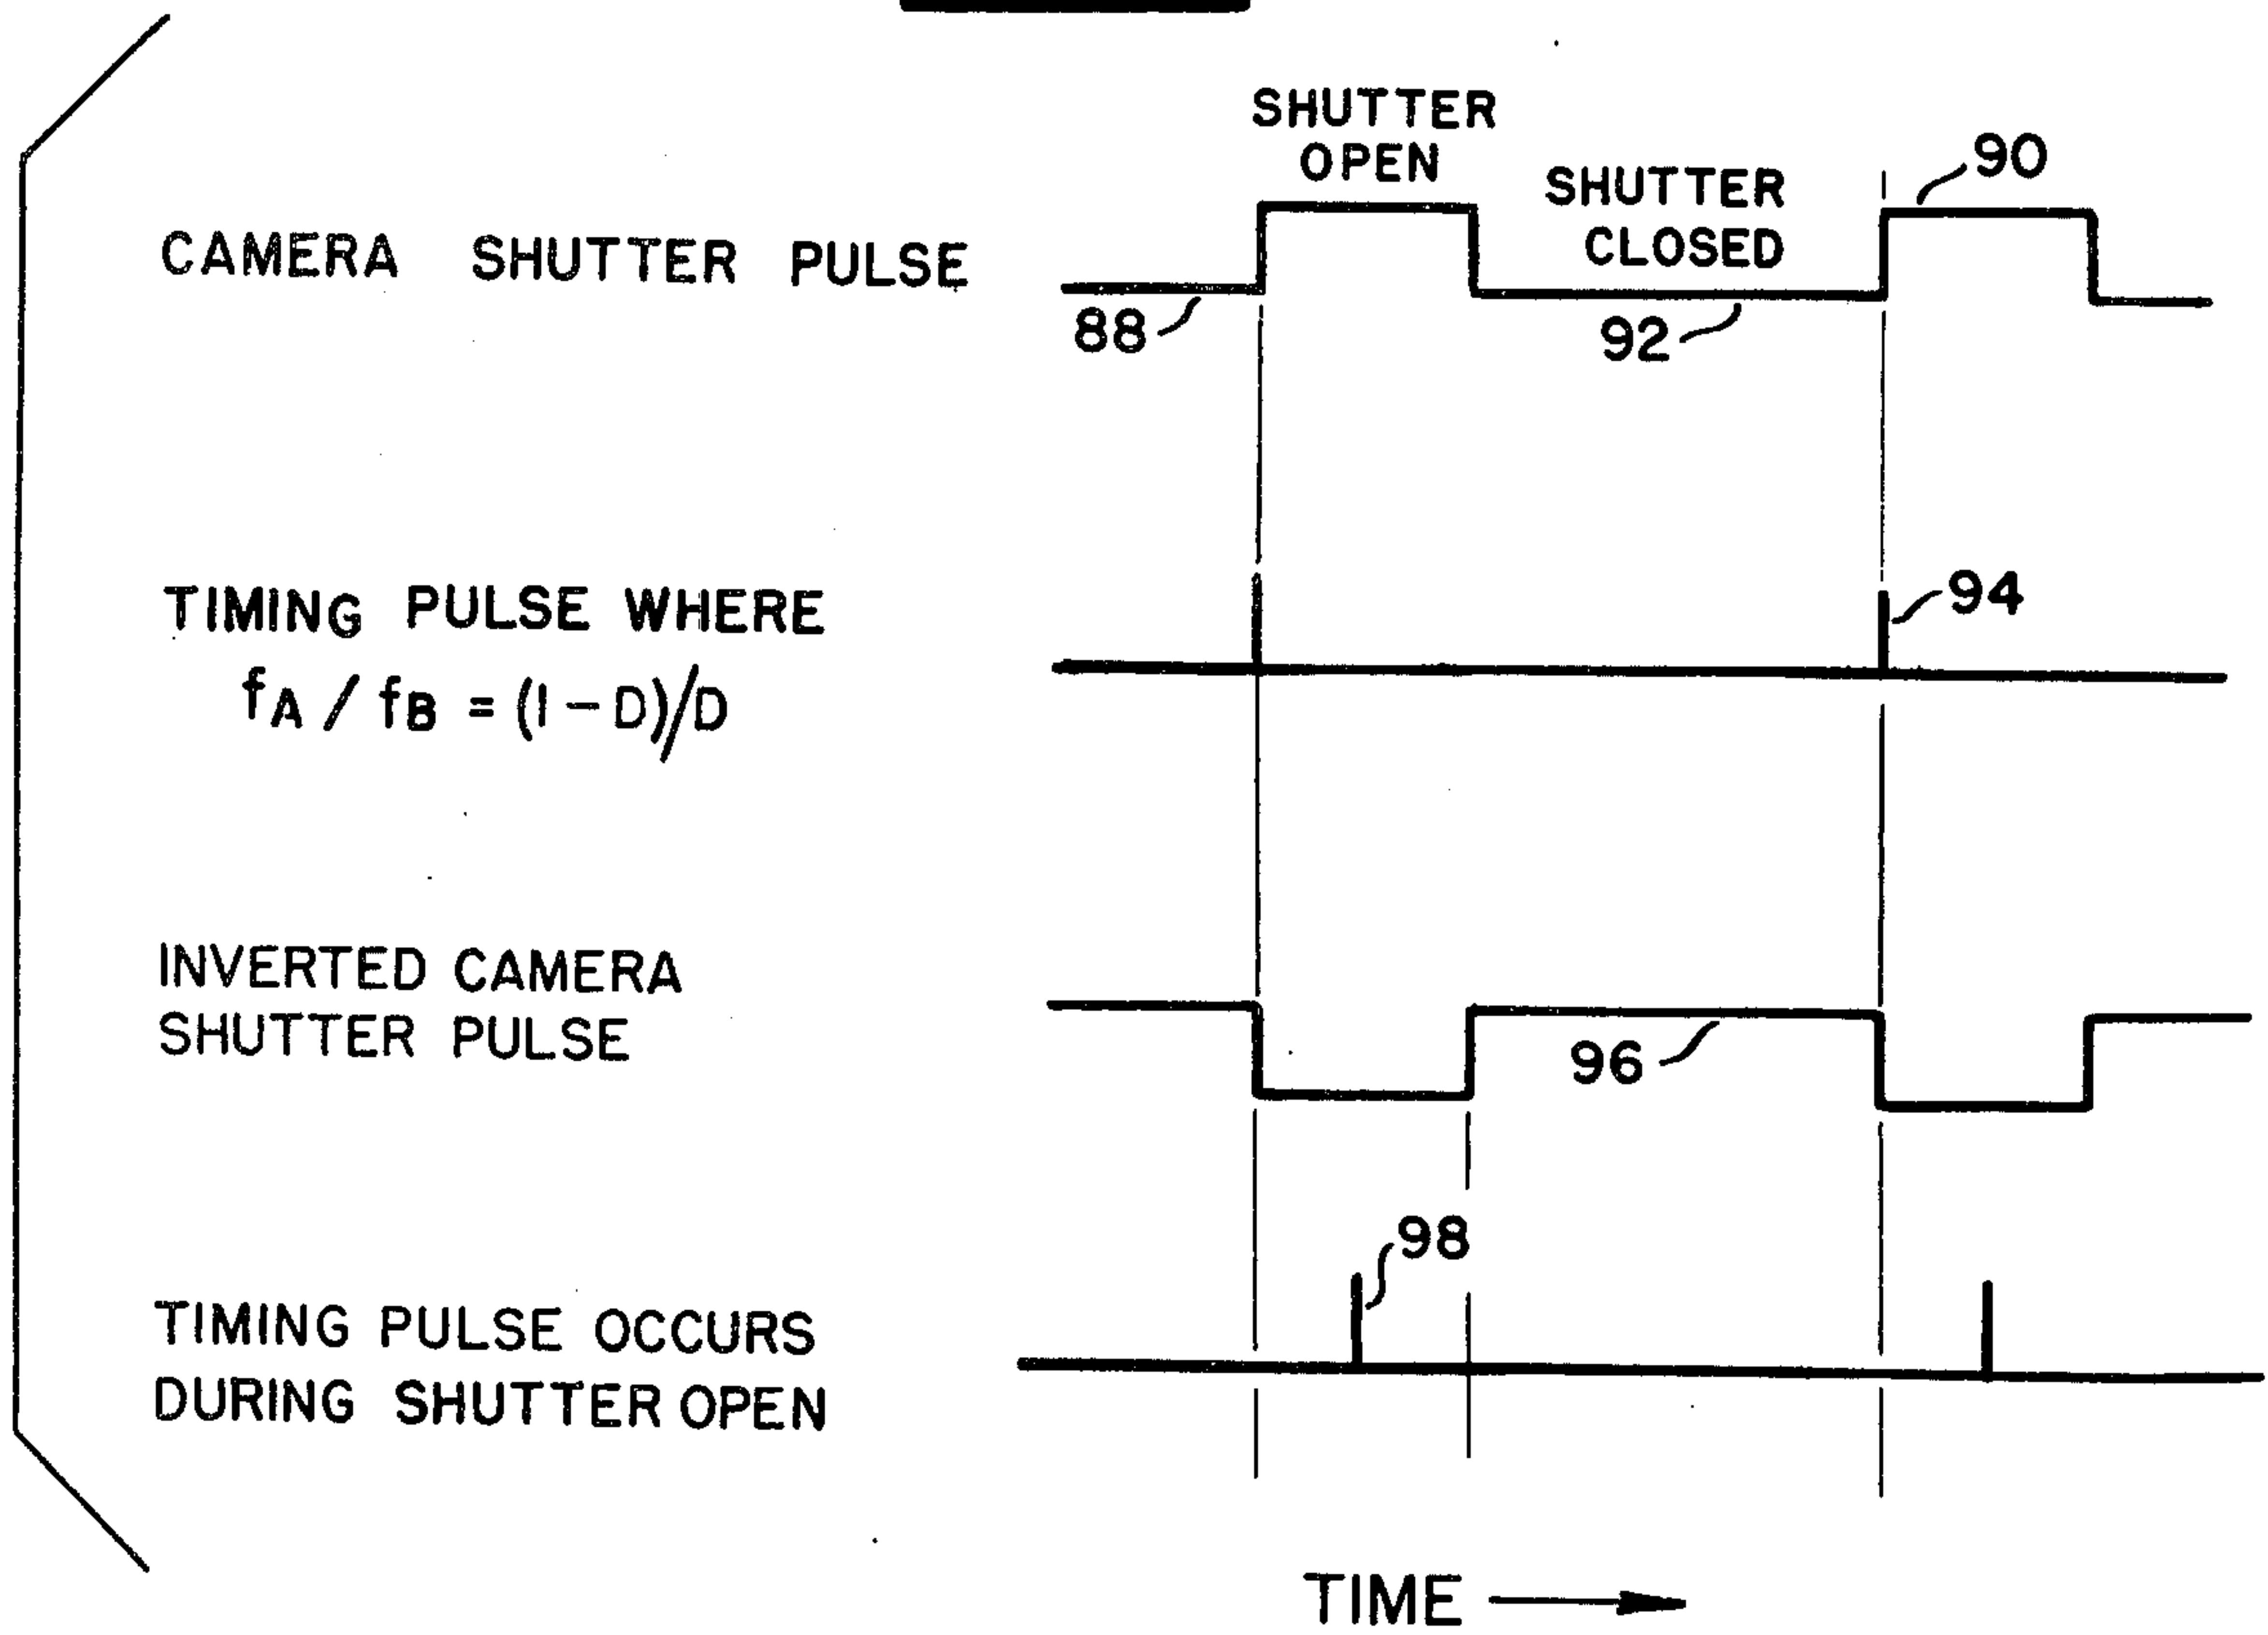 SHUTTER
OPEN
SHUTTER
CLOSED
90
CAMERA SHUTTER PULSE
88
92
TIMING PULSE WHERE
fA / fB = (1-D)/D
94
INVERTED CAMERA
SHUTTER PULSE
96
98
TIMING PULSE OCCURS
DURING SHUTTER OPEN
TIME